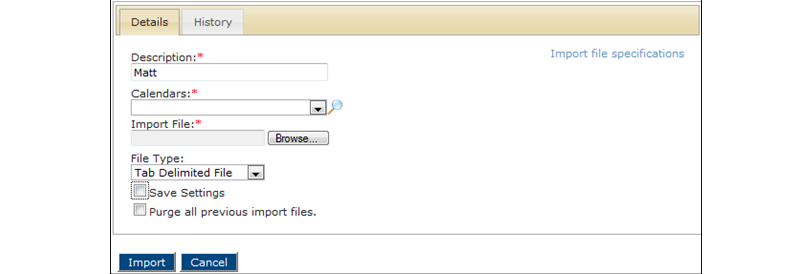 Details History
Import file specifications
Description:*
Matt
Calendars:*
Import File:*
Browse...
File Type:
Tab Delimited File
Save Settings
Purge all previous import files.
Import Cancel